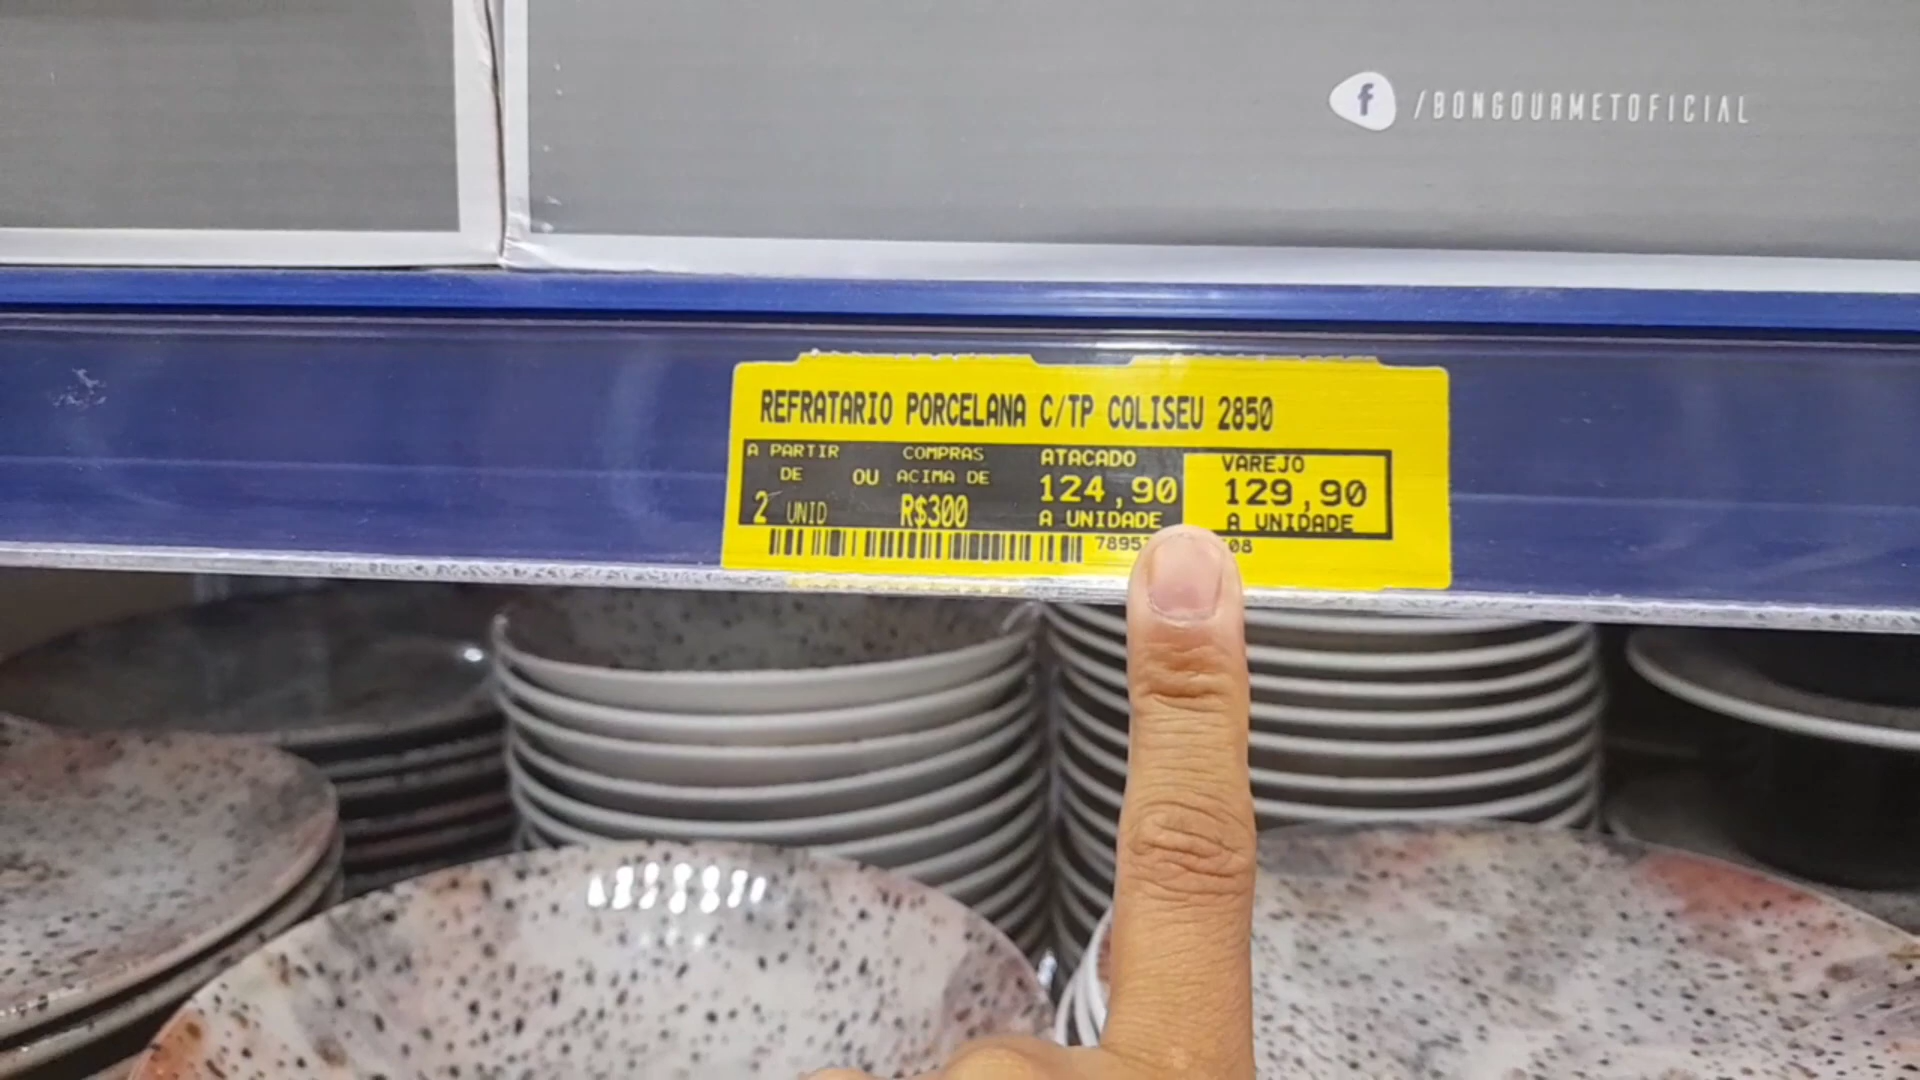 f /BONGOURMETOFICIAL
REFRATARIO PORCELANA C/TP COLISEU 2850
A PARTIR DE 2 UNID
OU
COMPRAS ACIMA DE R$300
ATACADO
124,90
A UNIDADE
VAREJO
129,90
A UNIDADE